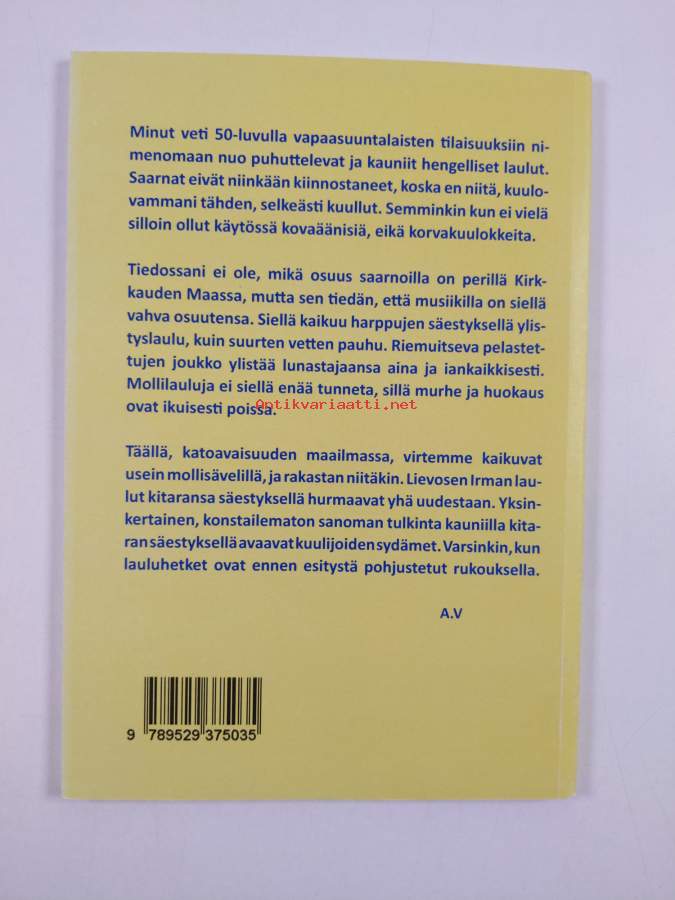 Minut veti 50-luvulla vapaasuuntalaisten tilaisuuksiin ni-
menomaan nuo puhuttelevat ja kauniit hengelliset laulut.
Saarnat eivät niinkään kiinnostaneet, koska en niitä, kuulo-
vammani tähden, selkeästi kuullut. Semminkin kun ei vielä
silloin ollut käytössä kovaäänisiä, eikä korvakuulokkeita.
Tiedossani ei ole, mikä osuus saarnoilla on perillä Kirk-
kauden Maassa, mutta sen tiedän, että musiikilla on siellä
vahva osuutensa. Siellä kaikuu harppujen säestyksellä ylis-
tyslaulu, kuin suurten vetten pauhu. Riemuitseva pelastet-
tujen joukko ylistää lunastajaansa aina ja iankaikkisesti.
Mollilauluja ei siellä enää tunneta, sillä murhe ja huokaus
ovat ikuisesti poissa.
Antikvariaatti.net
Täällä, katoavaisuuden maailmassa, virtemme kaikuvat
usein mollisävelillä, ja rakastan niitäkin. Lievosen Irman lau-
lut kitaransa säestyksellä hurmaavat yhä uudestaan. Yksin-
kertainen, konstailematon sanoman tulkinta kauniilla kita-
ran säestyksellä avaavat kuulijoiden sydämet. Varsinkin, kun
lauluhetket ovat ennen esitystä pohjustetut rukouksella.
A.V
9 789529 375035